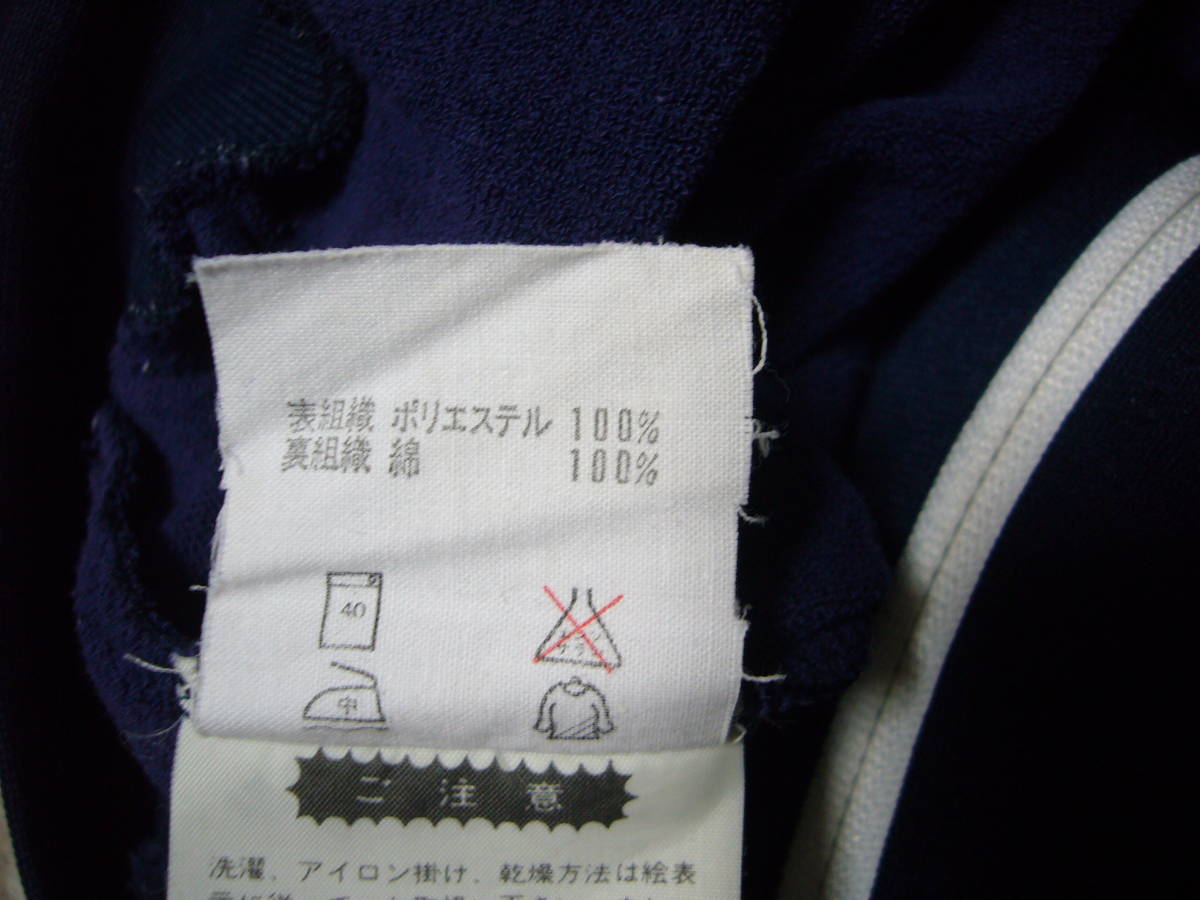 表組織 ポリエステル 100%
裏組織 綿 100%
40
中
ご注意
洗濯、アイロン掛け、乾燥方法は絵表